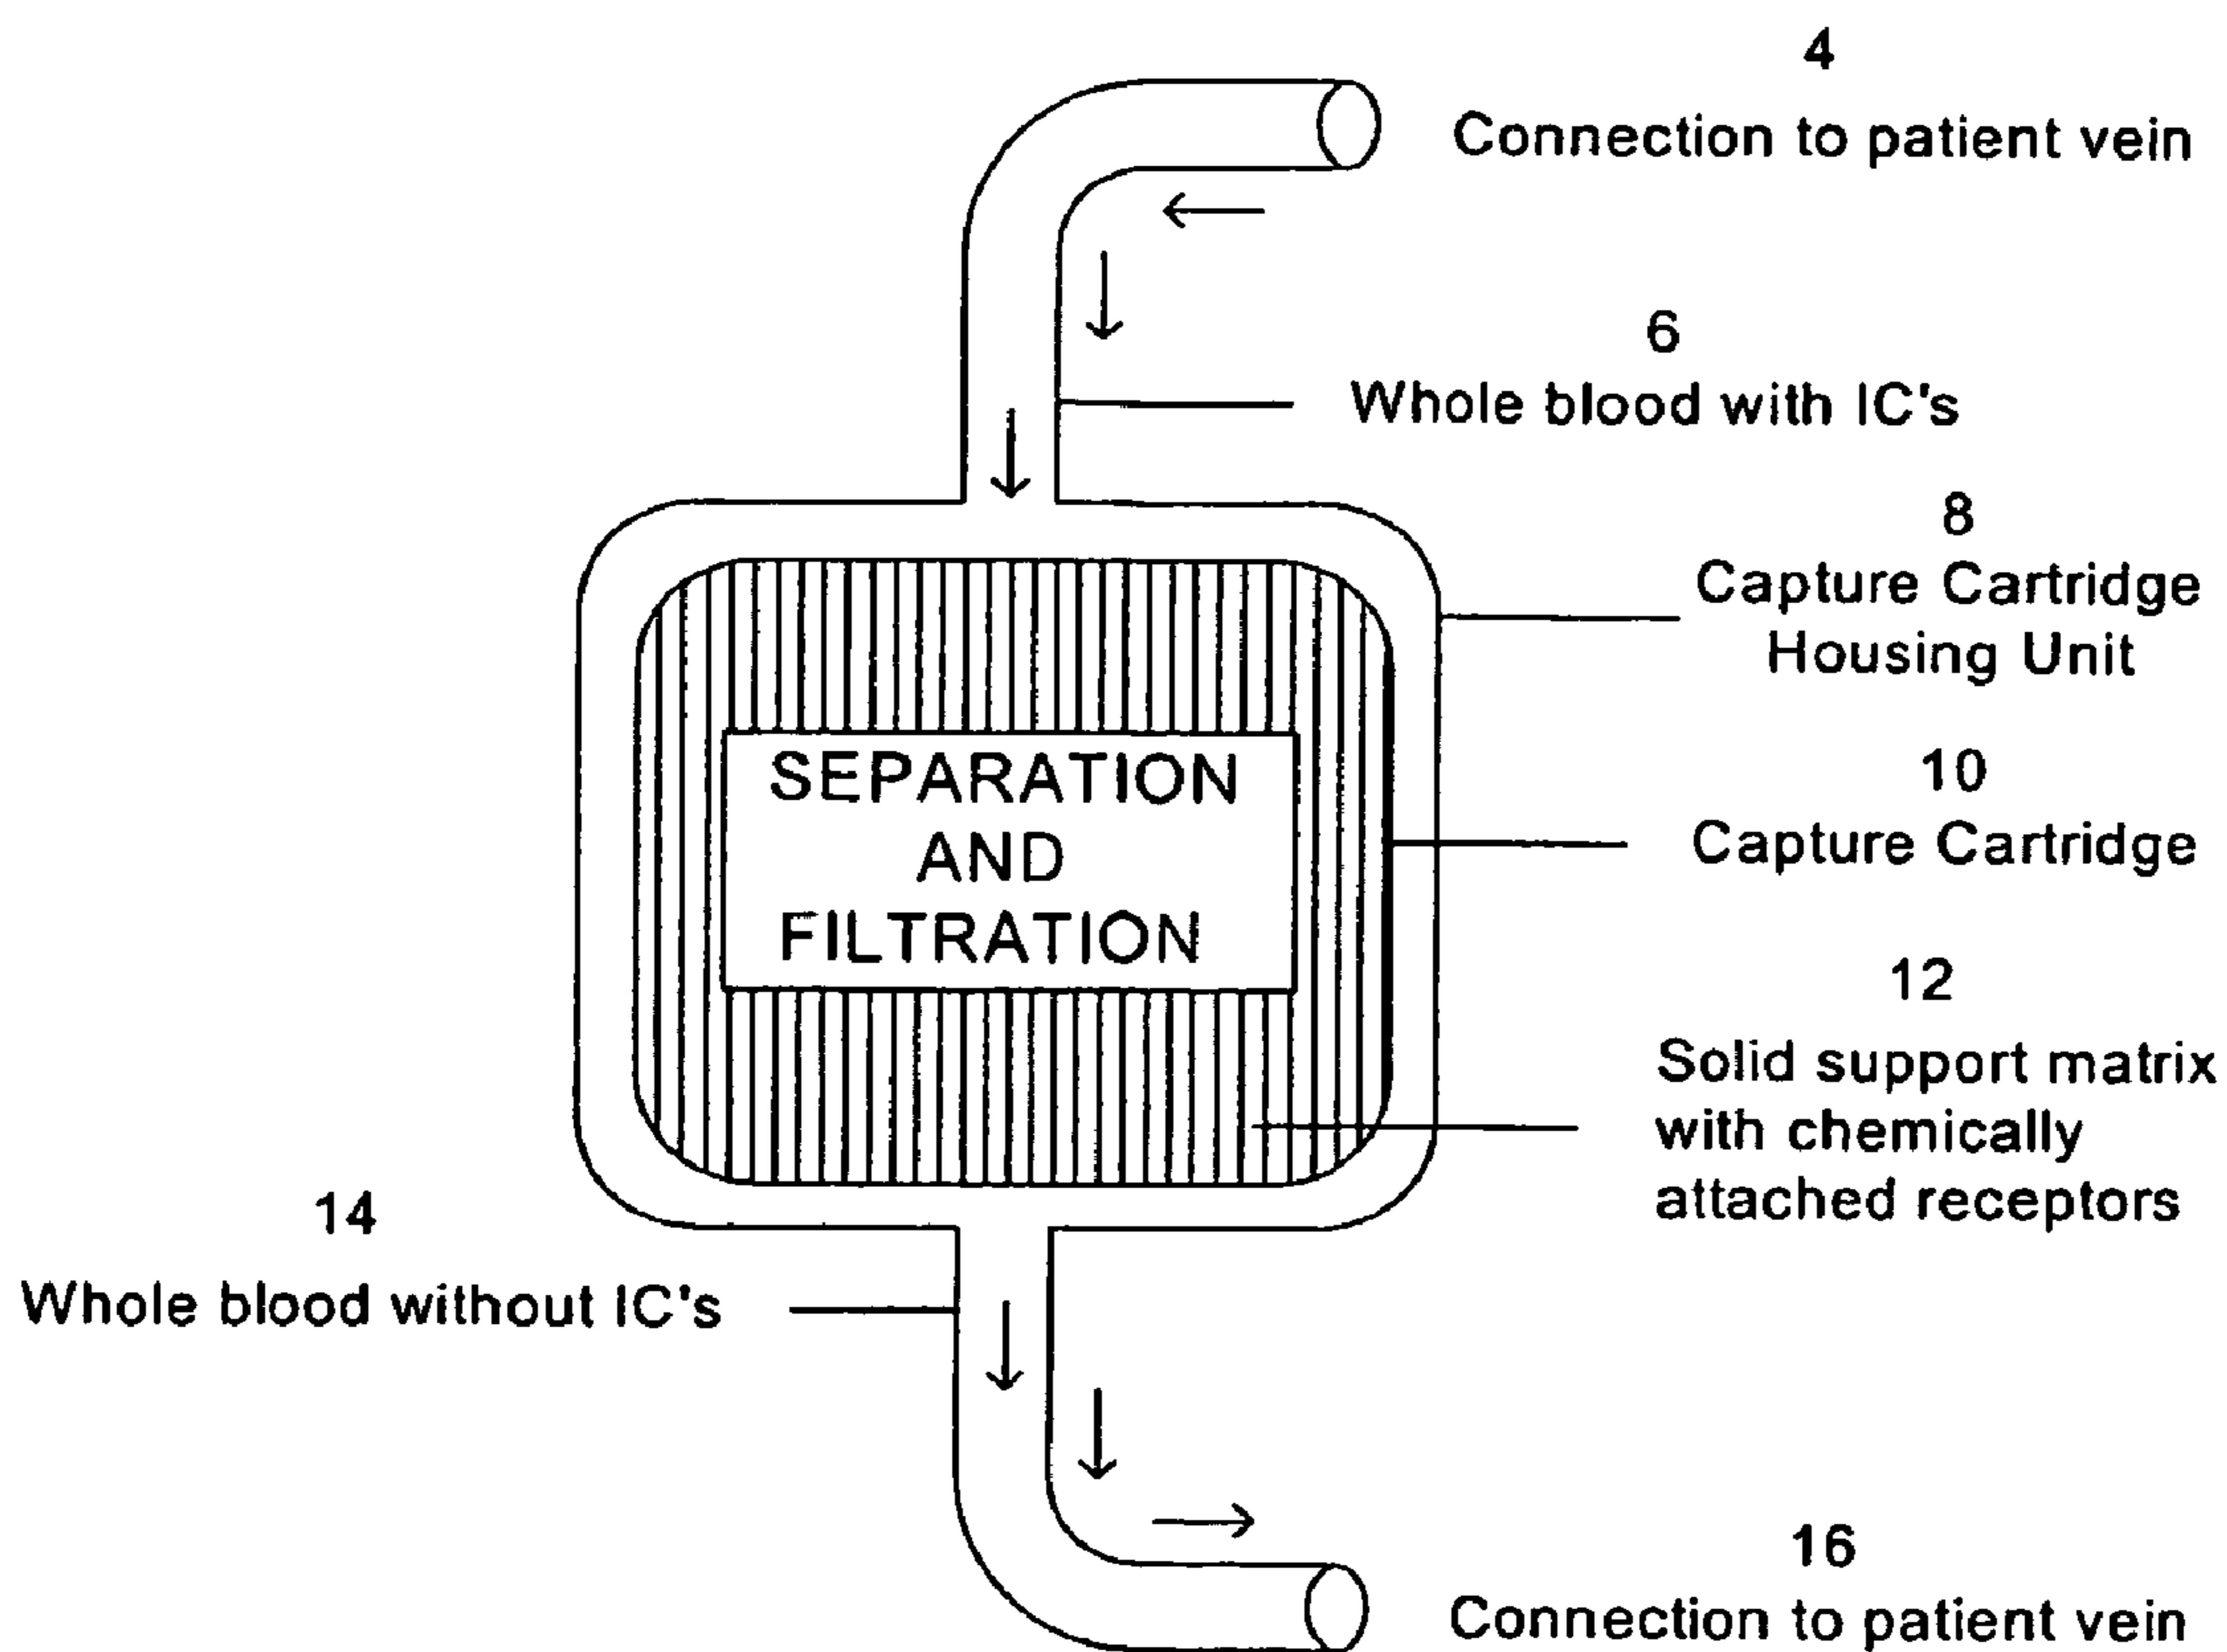 4
Connection to patient vein
6
Whole blood with IC's
8
Capture Cartridge
Housing Unit
SEPARATION
AND
FILTRATION
10
Capture Cartridge
12
Solid support matrix
with chemically
attached receptors
14
Whole blood without IC's
16
Connection to patient vein